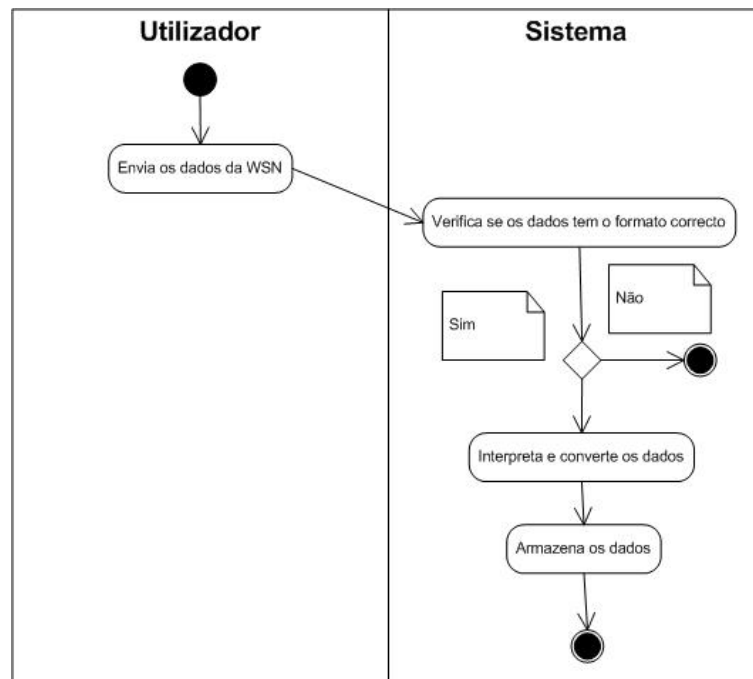 Utilizador
Sistema
Envia os dados da WSN
Verifica se os dados tem o formato correcto
Não
Sim
Interpreta e converte os dados
Armazena os dados